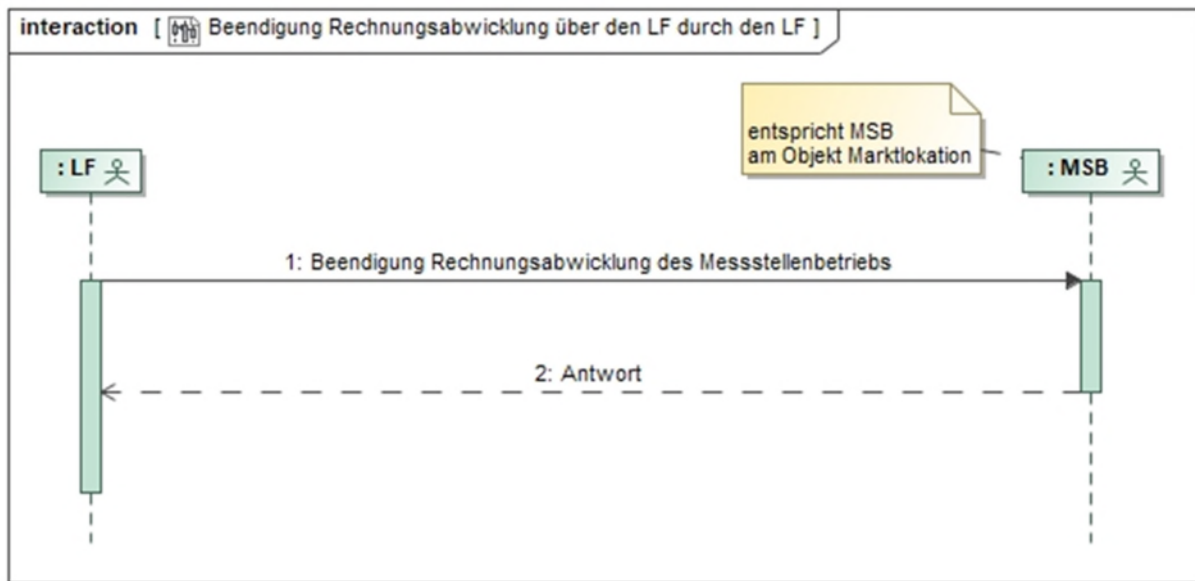 interaction [ Beendigung Rechnungsabwicklung über den LF durch den LF ]
entspricht MSB
am Objekt Marktlokation
: LF
: MSB
1: Beendigung Rechnungsabwicklung des Messstellenbetriebs
2: Antwort